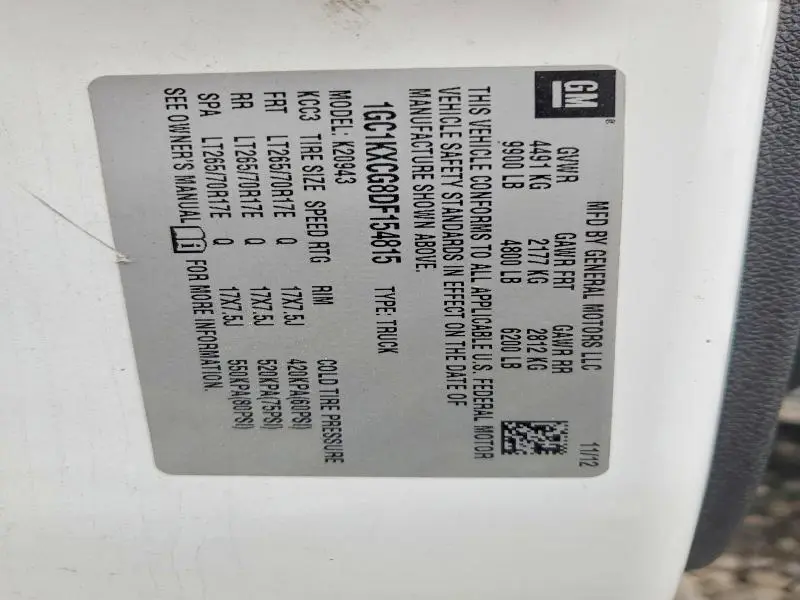 GM ®
MFD BY GENERAL MOTORS LLC 11/12
GVWR GAWR FRT GAWR RR
4491 KG 2177 KG 2812 KG
9900 LB 4800 LB 6200 LB
THIS VEHICLE CONFORMS TO ALL APPLICABLE U.S. FEDERAL MOTOR
VEHICLE SAFETY STANDARDS IN EFFECT ON THE DATE OF
MANUFACTURE SHOWN ABOVE.
1GC1KXCG8DF154815 TYPE: TRUCK
MODEL: K20943
KCC3 TIRE SIZE SPEED RTG RIM COLD TIRE PRESSURE
FRT LT265/70R17E Q 17X7.5J 420KPA(60PSI)
RR LT265/70R17E Q 17X7.5J 520KPA(75PSI)
SPA LT265/70R17E Q 17X7.5J 550KPA(80PSI)
SEE OWNER'S MANUAL FOR MORE INFORMATION.